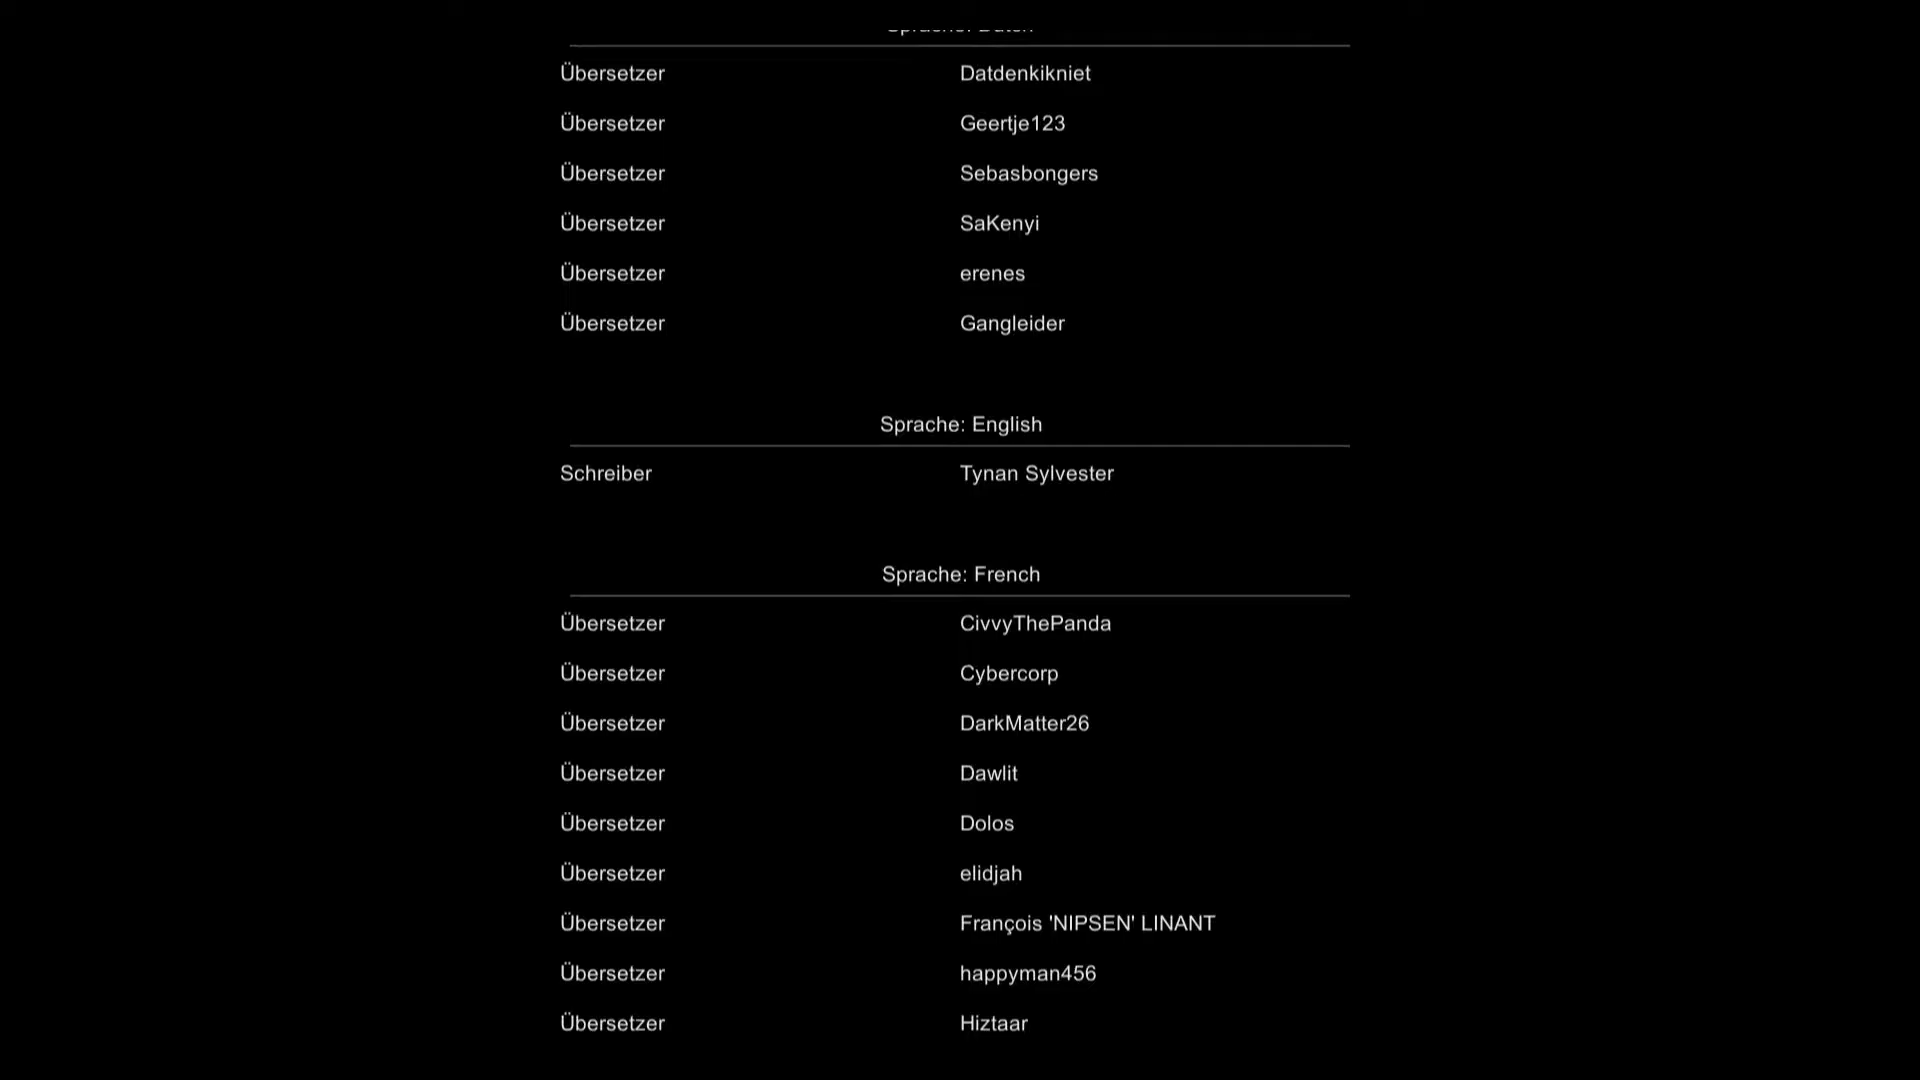 Sprache: Dutch
Übersetzer Datdenkikniet
Übersetzer Geertje123
Übersetzer Sebasbongers
Übersetzer SaKenyi
Übersetzer erenes
Übersetzer Gangleider
Sprache: English
Schreiber Tynan Sylvester
Sprache: French
Übersetzer CivvyThePanda
Übersetzer Cybercorp
Übersetzer DarkMatter26
Übersetzer Dawlit
Übersetzer Dolos
Übersetzer elidjah
Übersetzer François 'NIPSEN' LINANT
Übersetzer happyman456
Übersetzer Hiztaar